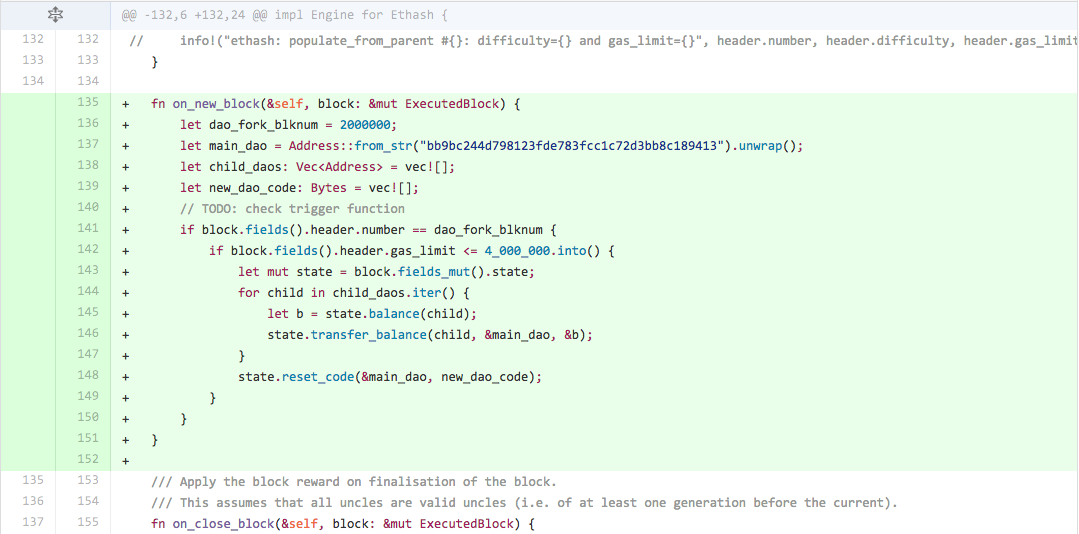 @@ -132,6 +132,24 @@ impl Engine for Ethash {
132 132 // info!("ethash: populate_from_parent #{}: difficulty={} and gas_limit={}", header.number, header.difficulty, header.gas_limit
133 133 }
134 134
135 + fn on_new_block(&self, block: &mut ExecutedBlock) {
136 + let dao_fork_blknum = 2000000;
137 + let main_dao = Address::from_str("bb9bc244d798123fde783fcc1c72d3bb8c189413").unwrap();
138 + let child_daos: Vec<Address> = vec![];
139 + let new_dao_code: Bytes = vec![];
140 + // TODO: check trigger function
141 + if block.fields().header.number == dao_fork_blknum {
142 + if block.fields().header.gas_limit <= 4_000_000.into() {
143 + let mut state = block.fields_mut().state;
144 + for child in child_daos.iter() {
145 + let b = state.balance(child);
146 + state.transfer_balance(child, &main_dao, &b);
147 + }
148 + state.reset_code(&main_dao, new_dao_code);
149 + }
150 + }
151 + }
152 +
135 153 /// Apply the block reward on finalisation of the block.
136 154 /// This assumes that all uncles are valid uncles (i.e. of at least one generation before the current).
137 155 fn on_close_block(&self, block: &mut ExecutedBlock) {